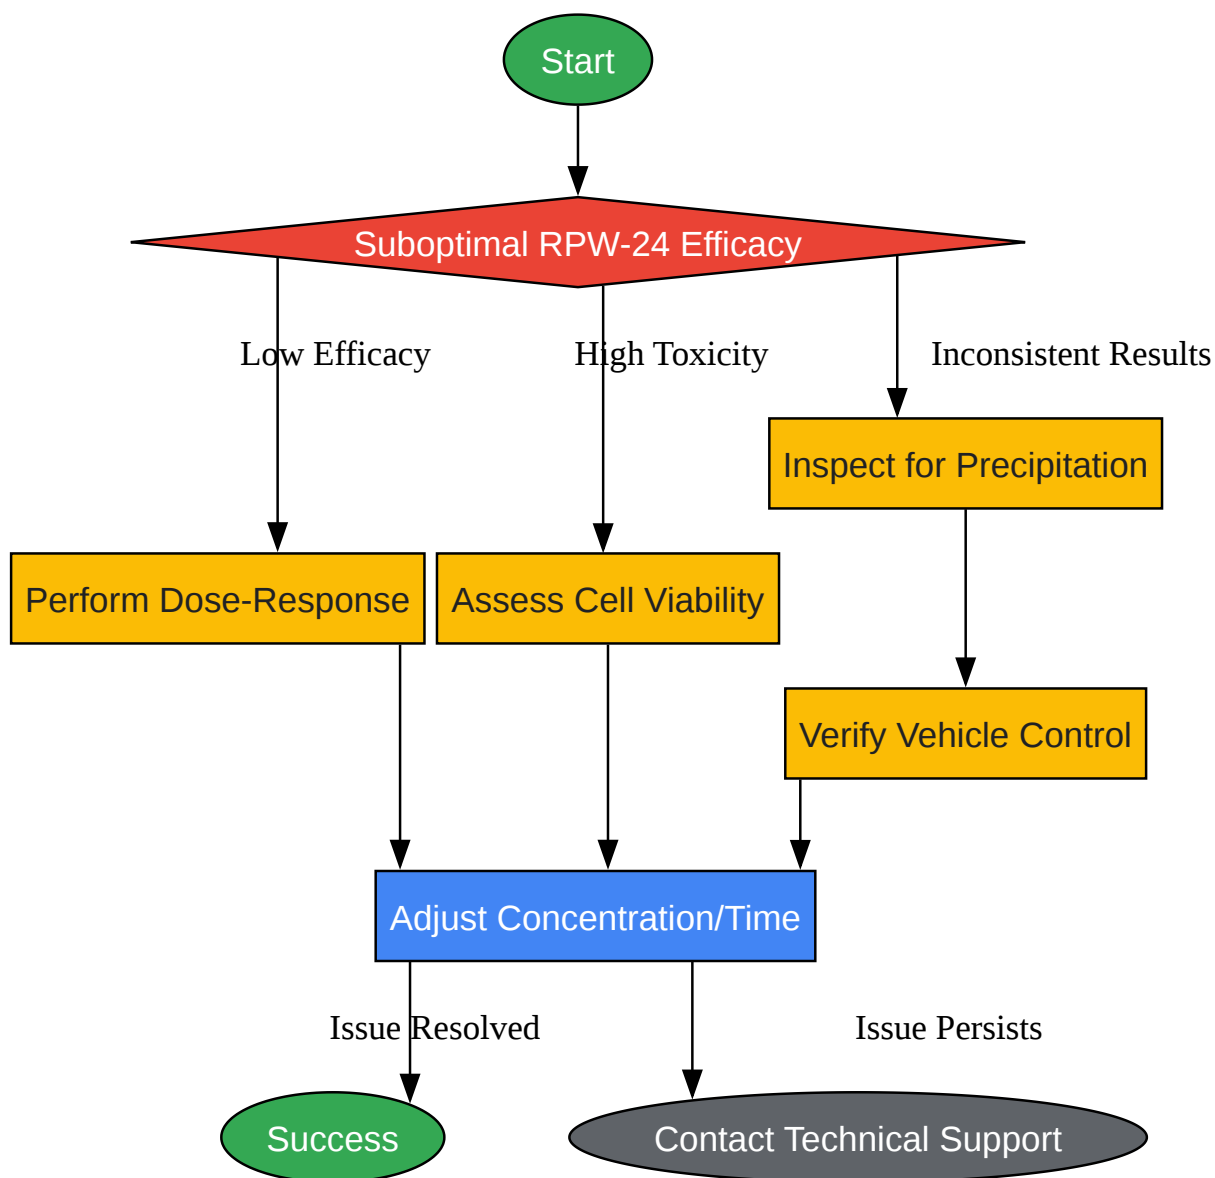 Start
Suboptimal RPW-24 Efficacy
Low Efficacy
High Toxicity
Inconsistent Results
Inspect for Precipitation
Perform Dose-Response
Assess Cell Viability
Verify Vehicle Control
Adjust Concentration/Time
Issue Resolved
Issue Persists
Success
Contact Technical Support